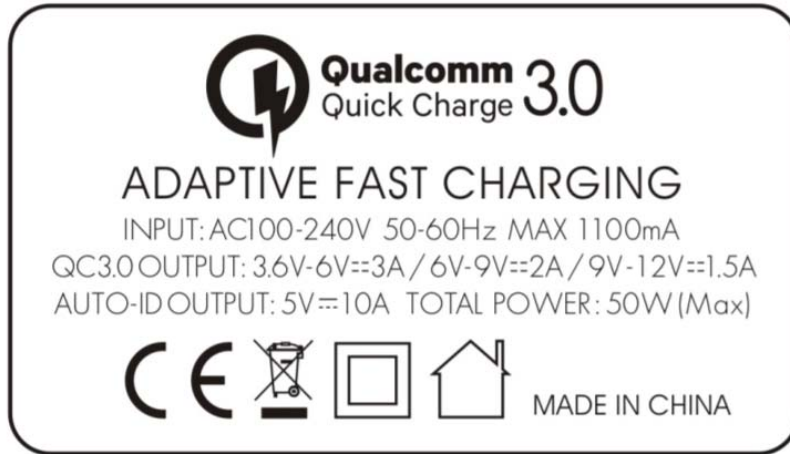 Qualcomm
Quick Charge 3.0
ADAPTIVE FAST CHARGING
INPUT: AC100-240V 50-60Hz MAX 1100mA
QC3.0 OUTPUT: 3.6V-6V⎓3A / 6V-9V⎓2A / 9V-12V⎓1.5A
AUTO-ID OUTPUT: 5V⎓10A TOTAL POWER: 50W (Max)
CE MADE IN CHINA